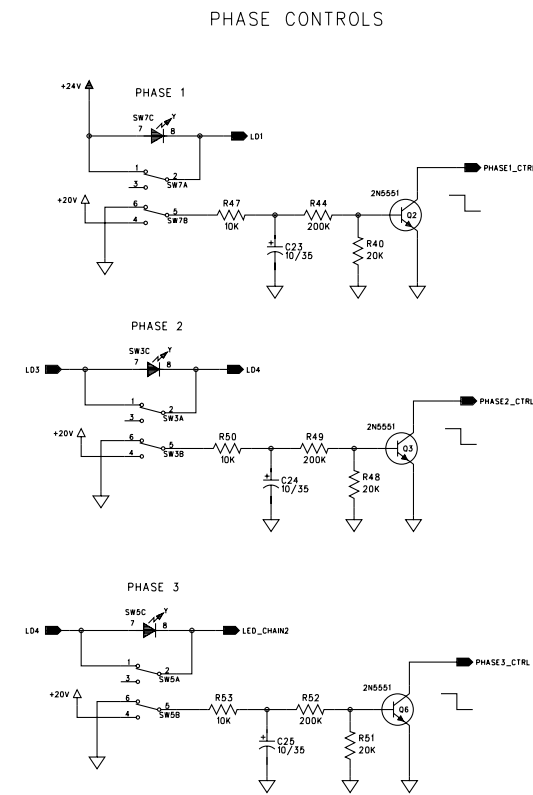 PHASE CONTROLS
+24V
PHASE 1
SW7C
Y
7 8
LD1
1
2
3
SW7A
+20V
6
5
4
SW7B
R47
10K
R44
200K
C23
10/35
+
R40
20K
2N5551
Q2
PHASE1_CTRL
PHASE 2
SW3C
Y
LD3
7 8
LD4
1
2
3
SW3A
+20V
6
5
4
SW3B
R50
10K
R49
200K
+
C24
10/35
R48
20K
2N5551
Q3
PHASE2_CTRL
PHASE 3
SW5C
Y
LD4
7 8
LED_CHAIN2
1
2
3
SW5A
+20V
6
5
4
SW5B
R53
10K
R52
200K
+
C25
10/35
R51
20K
2N5551
Q6
PHASE3_CTRL